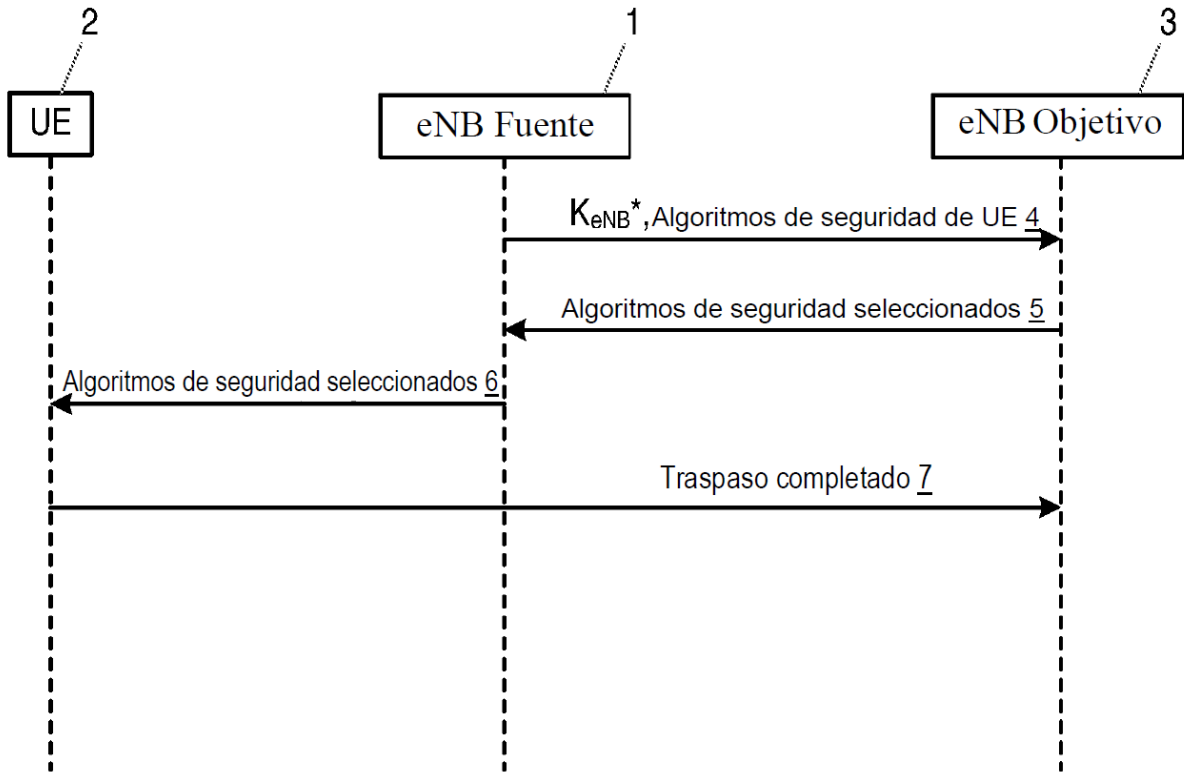 2 1 3
UE eNB Fuente eNB Objetivo
KeNB*, Algoritmos de seguridad de UE 4
Algoritmos de seguridad seleccionados 5
Algoritmos de seguridad seleccionados 6
Traspaso completado 7